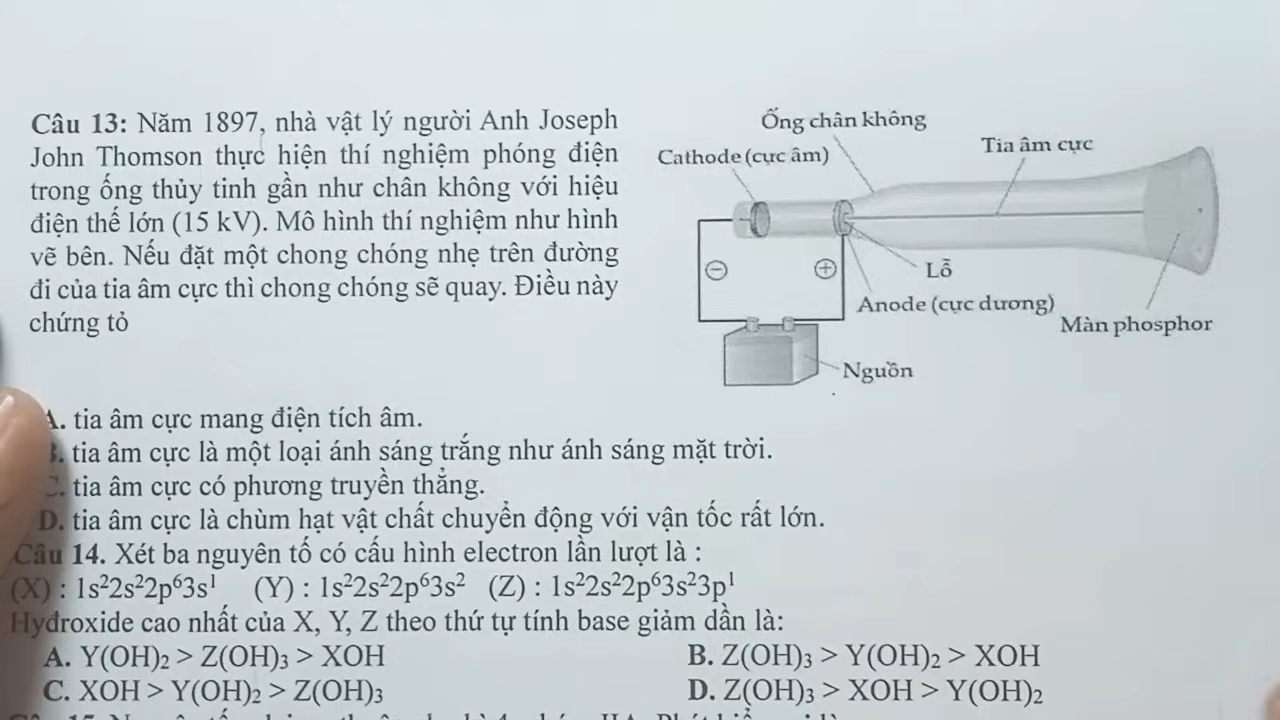 Câu 13: Năm 1897, nhà vật lý người Anh Joseph
John Thomson thực hiện thí nghiệm phóng điện
trong ống thủy tinh gần như chân không với hiệu
điện thế lớn (15 kV). Mô hình thí nghiệm như hình
vẽ bên. Nếu đặt một chong chóng nhẹ trên đường
đi của tia âm cực thì chong chóng sẽ quay. Điều này
chứng tỏ
Ống chân không
Cathode (cực âm)
Tia âm cực
−
+
Lỗ
Anode (cực dương)
Màn phosphor
Nguồn
A. tia âm cực mang điện tích âm.
B. tia âm cực là một loại ánh sáng trắng như ánh sáng mặt trời.
C. tia âm cực có phương truyền thẳng.
D. tia âm cực là chùm hạt vật chất chuyển động với vận tốc rất lớn.
Câu 14. Xét ba nguyên tố có cấu hình electron lần lượt là :
(X) : 1s²2s²2p⁶3s¹ (Y) : 1s²2s²2p⁶3s² (Z) : 1s²2s²2p⁶3s²3p¹
Hyđroxide cao nhất của X, Y, Z theo thứ tự tính base giảm dần là:
A. Y(OH)₂ > Z(OH)₃ > XOH B. Z(OH)₃ > Y(OH)₂ > XOH
C. XOH > Y(OH)₂ > Z(OH)₃ D. Z(OH)₃ > XOH > Y(OH)₂